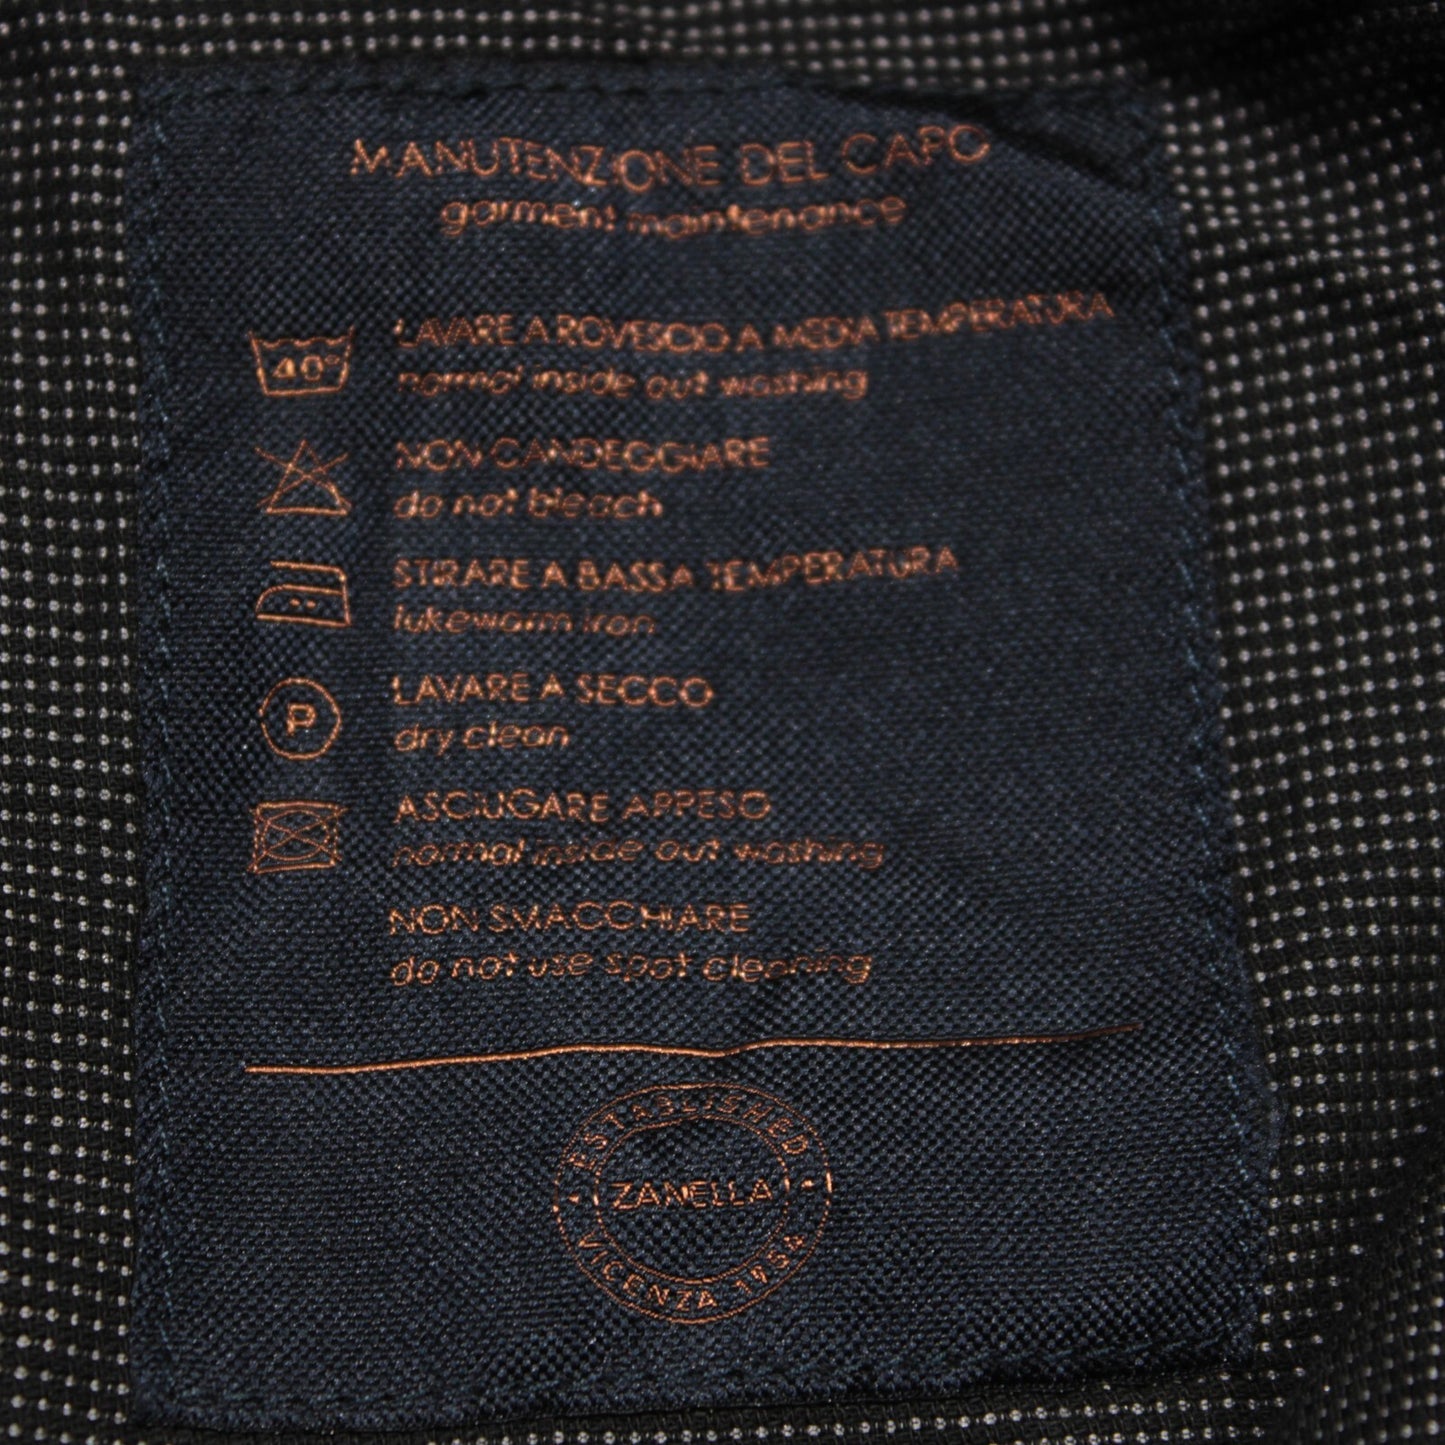 MANUTENZIONE DEL CAPO
garment maintenance
40°
LAVARE A ROVESCIO A MEDIA TEMPERATURA
normal inside out washing
NON CANDEGGIARE
do not bleach
STIRARE A BASSA TEMPERATURA
lukewarm iron
P
LAVARE A SECCO
dry clean
ASCIUGARE APPESO
normal inside out washing
NON SMACCHIARE
do not use spot cleening
ESTABLISHED
ZANELLA
VICENZA 1954